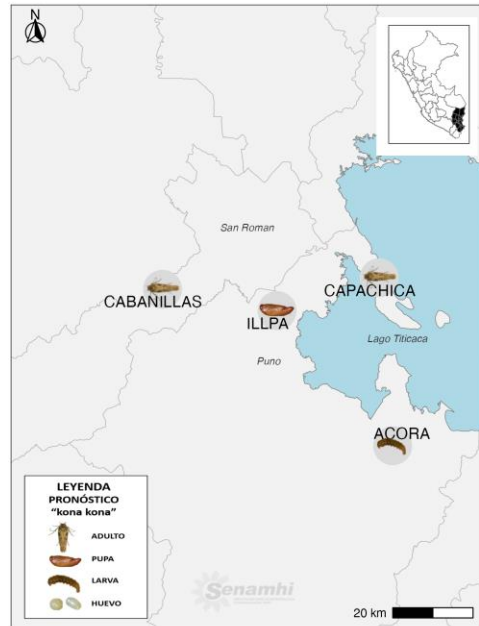 N
San Roman
CABANILLAS
CAPACHICA
ILLPA
Lago Titicaca
Puno
ACORA
LEYENDA
PRONÓSTICO
"kona kona"
ADULTO
PUPA
LARVA
HUEVO
Senamhi
20 km